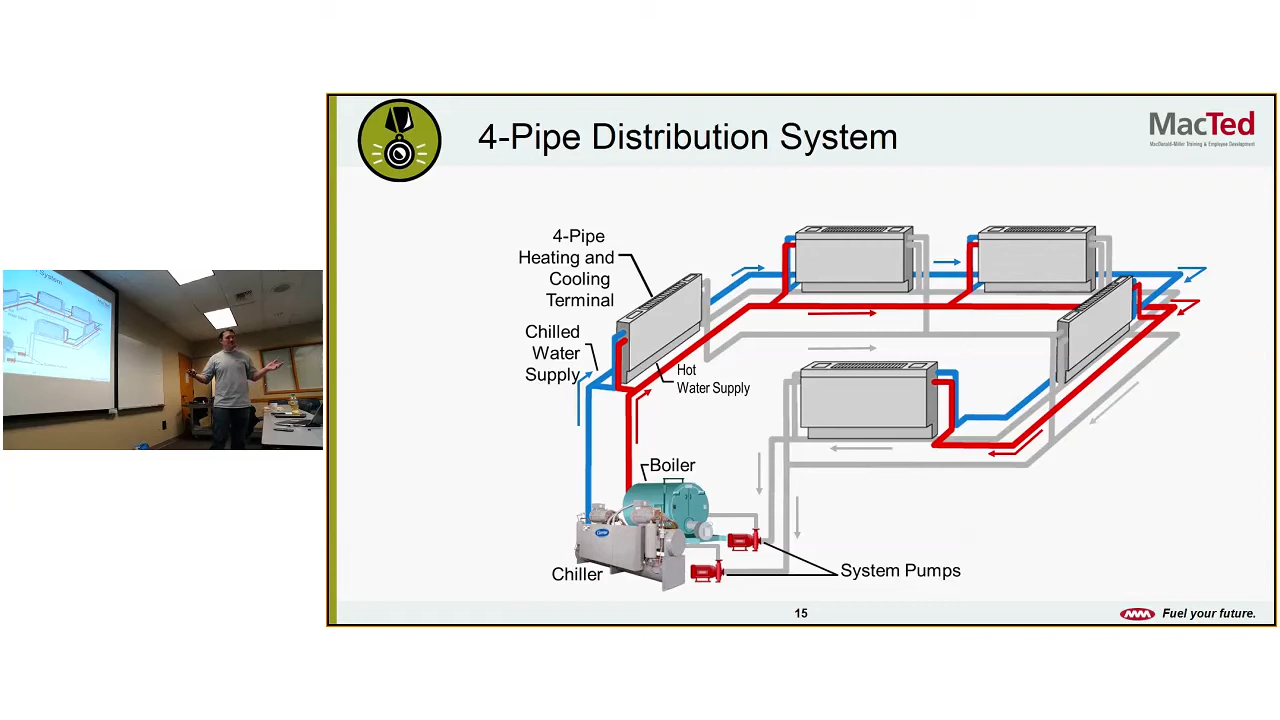 4-Pipe Distribution System
MacTed
MacDonald-Miller Training & Employee Development
4-Pipe
Heating and
Cooling
Terminal
Chilled
Water
Supply
Hot
Water Supply
Boiler
Chiller
System Pumps
15
Fuel your future.